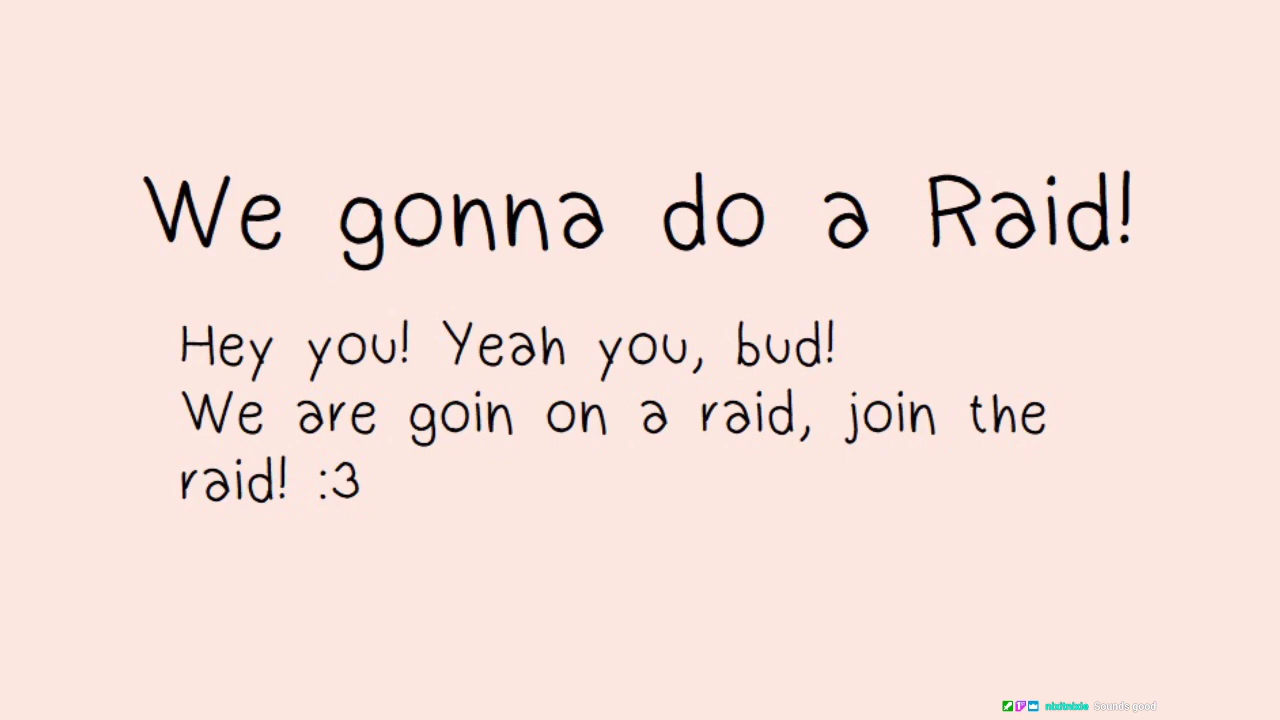 We gonna do a Raid!
Hey you! Yeah you, bud!
We are goin on a raid, join the
raid! :3
nixitnixie Sounds good